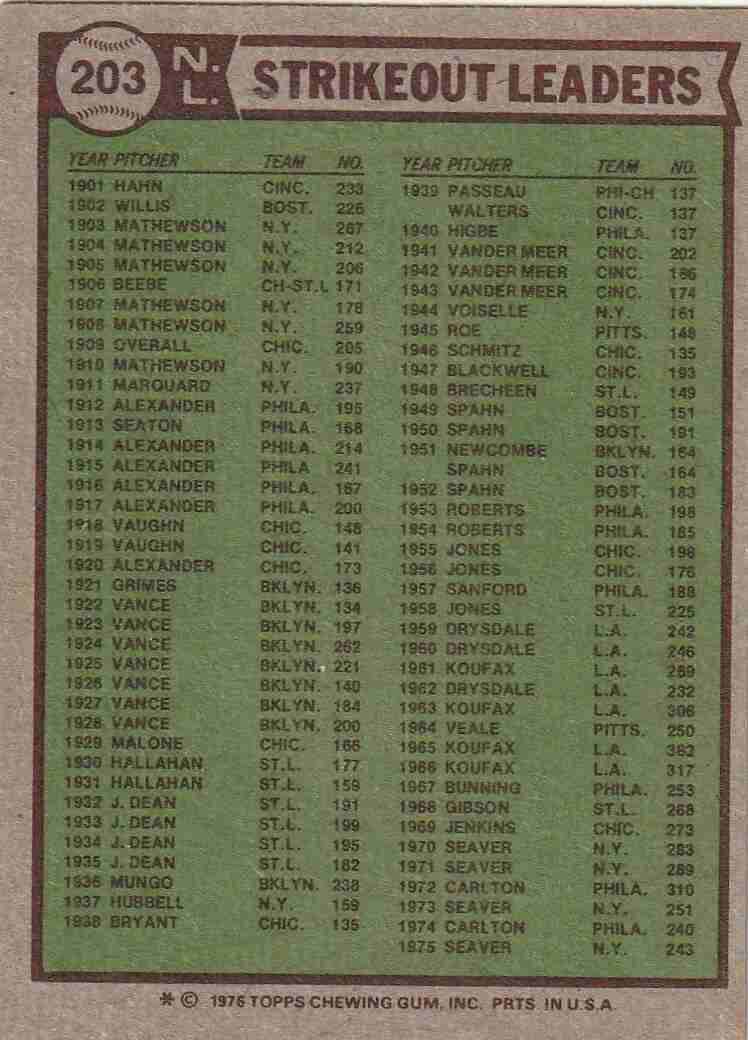 203 N.L. STRIKEOUT LEADERS
YEAR PITCHER TEAM NO.
1901 HAHN CINC. 233
1902 WILLIS BOST. 226
1903 MATHEWSON N.Y. 267
1904 MATHEWSON N.Y. 212
1905 MATHEWSON N.Y. 206
1906 BEEBE CH-ST.L 171
1907 MATHEWSON N.Y. 178
1908 MATHEWSON N.Y. 259
1909 OVERALL CHIC. 205
1910 MATHEWSON N.Y. 190
1911 MARQUARD N.Y. 237
1912 ALEXANDER PHILA. 195
1913 SEATON PHILA. 168
1914 ALEXANDER PHILA. 214
1915 ALEXANDER PHILA 241
1916 ALEXANDER PHILA. 167
1917 ALEXANDER PHILA. 200
1918 VAUGHN CHIC. 148
1919 VAUGHN CHIC. 141
1920 ALEXANDER CHIC. 173
1921 GRIMES BKLYN. 136
1922 VANCE BKLYN. 134
1923 VANCE BKLYN. 197
1924 VANCE BKLYN. 262
1925 VANCE BKLYN. 221
1926 VANCE BKLYN. 140
1927 VANCE BKLYN. 184
1928 VANCE BKLYN. 200
1929 MALONE CHIC. 166
1930 HALLAHAN ST.L. 177
1931 HALLAHAN ST.L. 159
1932 J. DEAN ST.L. 191
1933 J. DEAN ST.L. 199
1934 J. DEAN ST.L. 195
1935 J. DEAN ST.L. 182
1936 MUNGO BKLYN. 238
1937 HUBBELL N.Y. 159
1938 BRYANT CHIC. 135
YEAR PITCHER TEAM NO.
1939 PASSEAU PHI-CH 137
WALTERS CINC. 137
1940 HIGBE PHILA. 137
1941 VANDER MEER CINC. 202
1942 VANDER MEER CINC. 186
1943 VANDER MEER CINC. 174
1944 VOISELLE N.Y. 161
1945 ROE PITTS. 148
1946 SCHMITZ CHIC. 135
1947 BLACKWELL CINC. 193
1948 BRECHEEN ST.L. 149
1949 SPAHN BOST. 151
1950 SPAHN BOST. 191
1951 NEWCOMBE BKLYN. 164
SPAHN BOST. 164
1952 SPAHN BOST. 183
1953 ROBERTS PHILA. 198
1954 ROBERTS PHILA. 185
1955 JONES CHIC. 198
1956 JONES CHIC. 176
1957 SANFORD PHILA. 188
1958 JONES ST.L. 225
1959 DRYSDALE L.A. 242
1960 DRYSDALE L.A. 246
1961 KOUFAX L.A. 269
1962 DRYSDALE L.A. 232
1963 KOUFAX L.A. 306
1964 VEALE PITTS. 250
1965 KOUFAX L.A. 382
1966 KOUFAX L.A. 317
1967 BUNNING PHILA. 253
1968 GIBSON ST.L. 268
1969 JENKINS CHIC. 273
1970 SEAVER N.Y. 283
1971 SEAVER N.Y. 289
1972 CARLTON PHILA. 310
1973 SEAVER N.Y. 251
1974 CARLTON PHILA. 240
1975 SEAVER N.Y. 243
* © 1976 TOPPS CHEWING GUM, INC. PRTS. IN U.S.A.